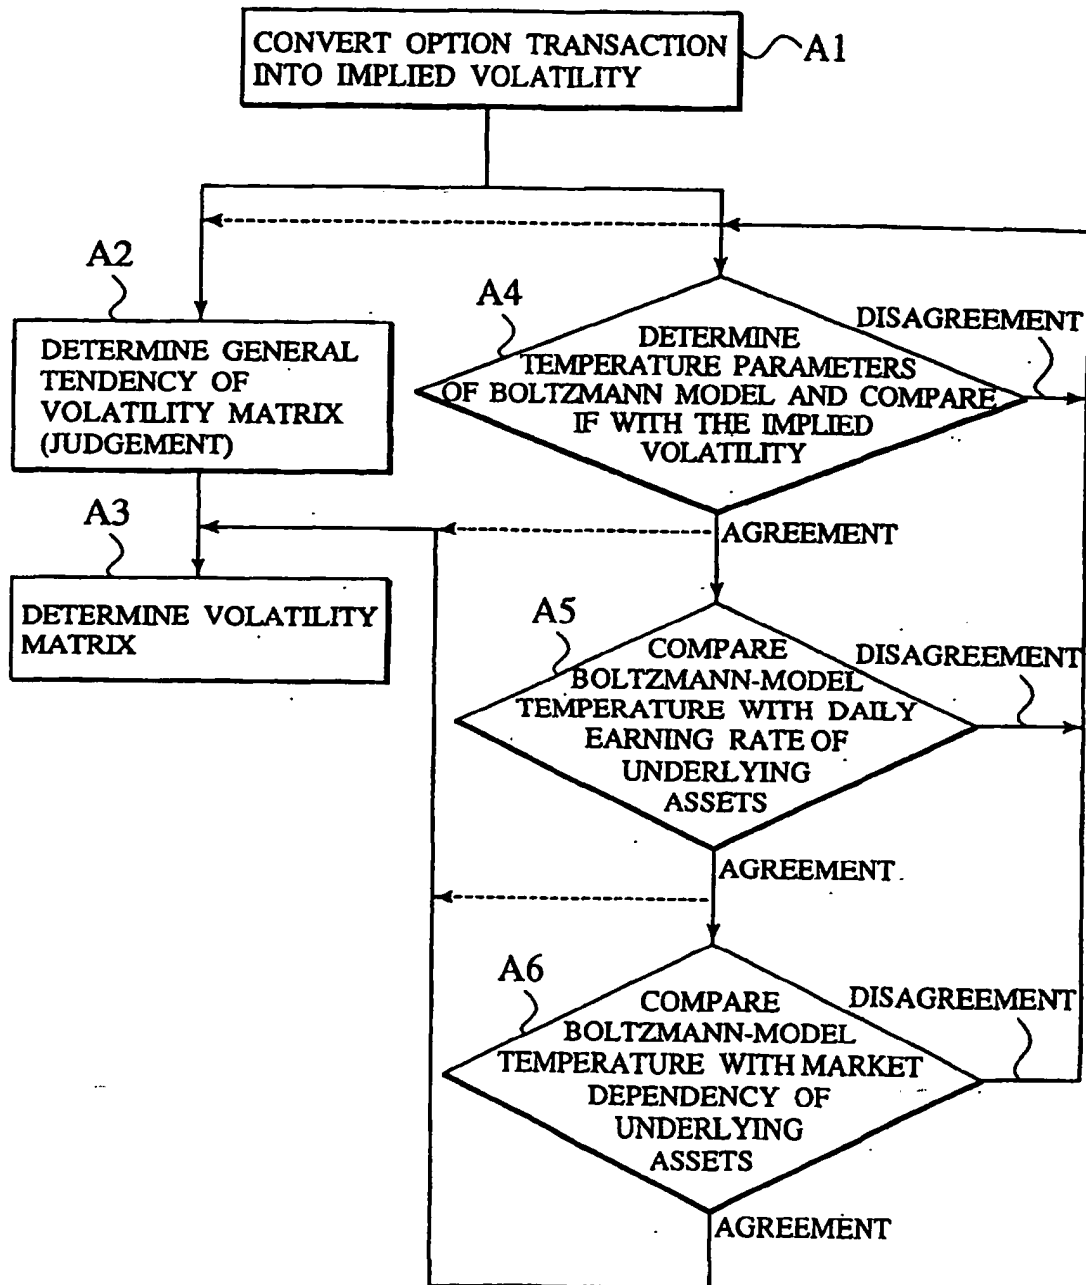 CONVERT OPTION TRANSACTION
INTO IMPLIED VOLATILITY
A1
A2
DETERMINE GENERAL
TENDENCY OF
VOLATILITY MATRIX
(JUDGEMENT)
A3
DETERMINE VOLATILITY
MATRIX
A4
DISAGREEMENT
DETERMINE
TEMPERATURE PARAMETERS
OF BOLTZMANN MODEL AND COMPARE
IF WITH THE IMPLIED
VOLATILITY
AGREEMENT
A5
DISAGREEMENT
COMPARE
BOLTZMANN-MODEL
TEMPERATURE WITH DAILY
EARNING RATE OF
UNDERLYING
ASSETS
AGREEMENT
A6
DISAGREEMENT
COMPARE
BOLTZMANN-MODEL
TEMPERATURE WITH MARKET
DEPENDENCY OF
UNDERLYING
ASSETS
AGREEMENT